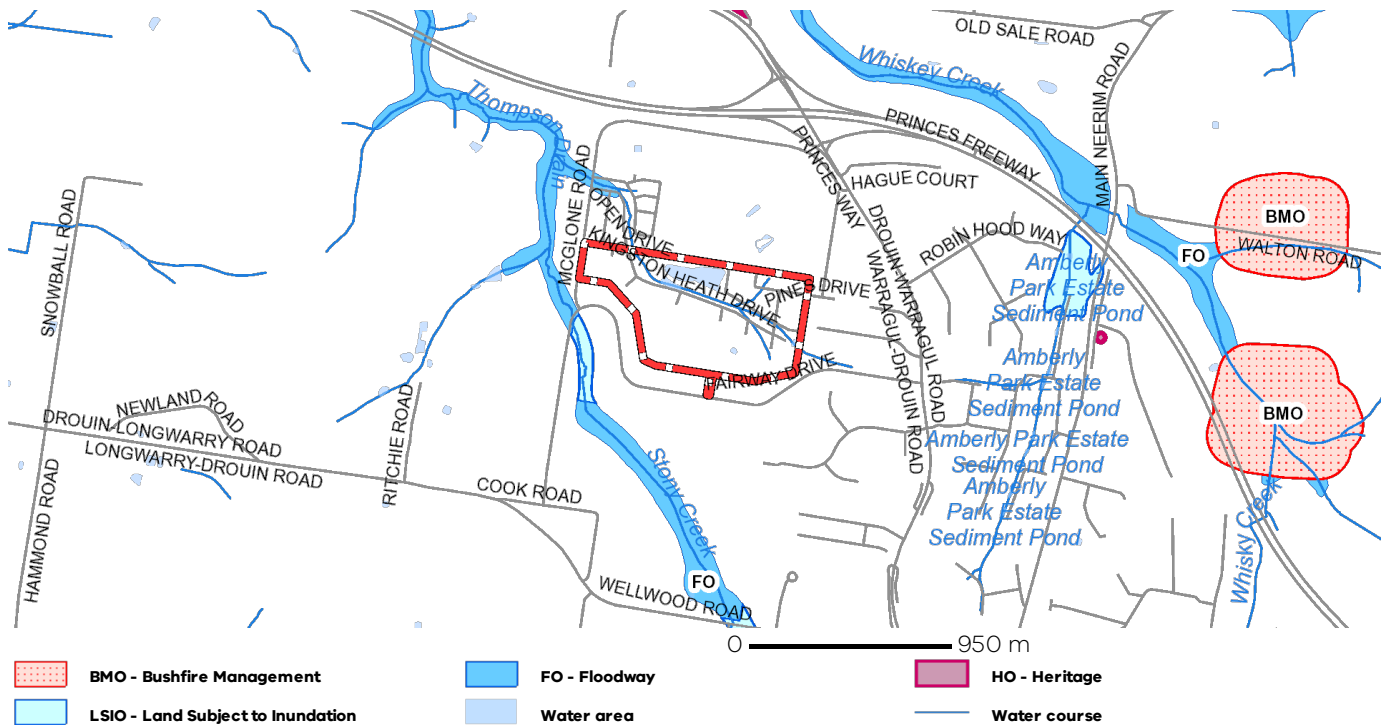 OLD SALE ROAD
Whiskey Creek
MAIN NEERIM ROAD
Thompson Drain
PRINCES FREEWAY
PRINCES WAY
HAGUE COURT
MCGLONE ROAD
OPEN DRIVE
KINGSTON HEATH DRIVE
PINES DRIVE
DROUIN-WARRAGUL ROAD
WARRAGUL-DROUIN ROAD
ROBIN HOOD WAY
BMO
WALTON ROAD
FO
SNOWBALL ROAD
Amberly
Park Estate
Sediment Pond
Amberly
Park Estate
Sediment Pond
FAIRWAY DRIVE
BMO
NEWLAND ROAD
DROUIN-LONGWARRY ROAD
LONGWARRY-DROUIN ROAD
RITCHIE ROAD
Amberly Park Estate
Sediment Pond
Amberly
Park Estate
Sediment Pond
COOK ROAD
Stony Creek
HAMMOND ROAD
FO
WELLWOOD ROAD
Whisky Creek
0 950 m
BMO - Bushfire Management
FO - Floodway
HO - Heritage
LSIO - Land Subject to Inundation
Water area
Water course